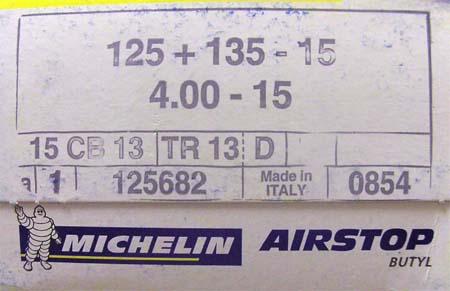 125 + 135 - 15
4.00 - 15
15 CB 13 TR 13 D
a 1 125682 Made in ITALY 0854
MICHELIN AIRSTOP
BUTYL